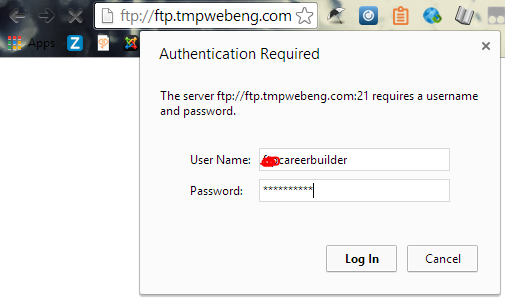 ftp://ftp.tmpwebeng.com
Apps
Authentication Required
The server ftp://ftp.tmpwebeng.com:21 requires a username
and password.
User Name: careerbuilder
Password: **********
Log In Cancel